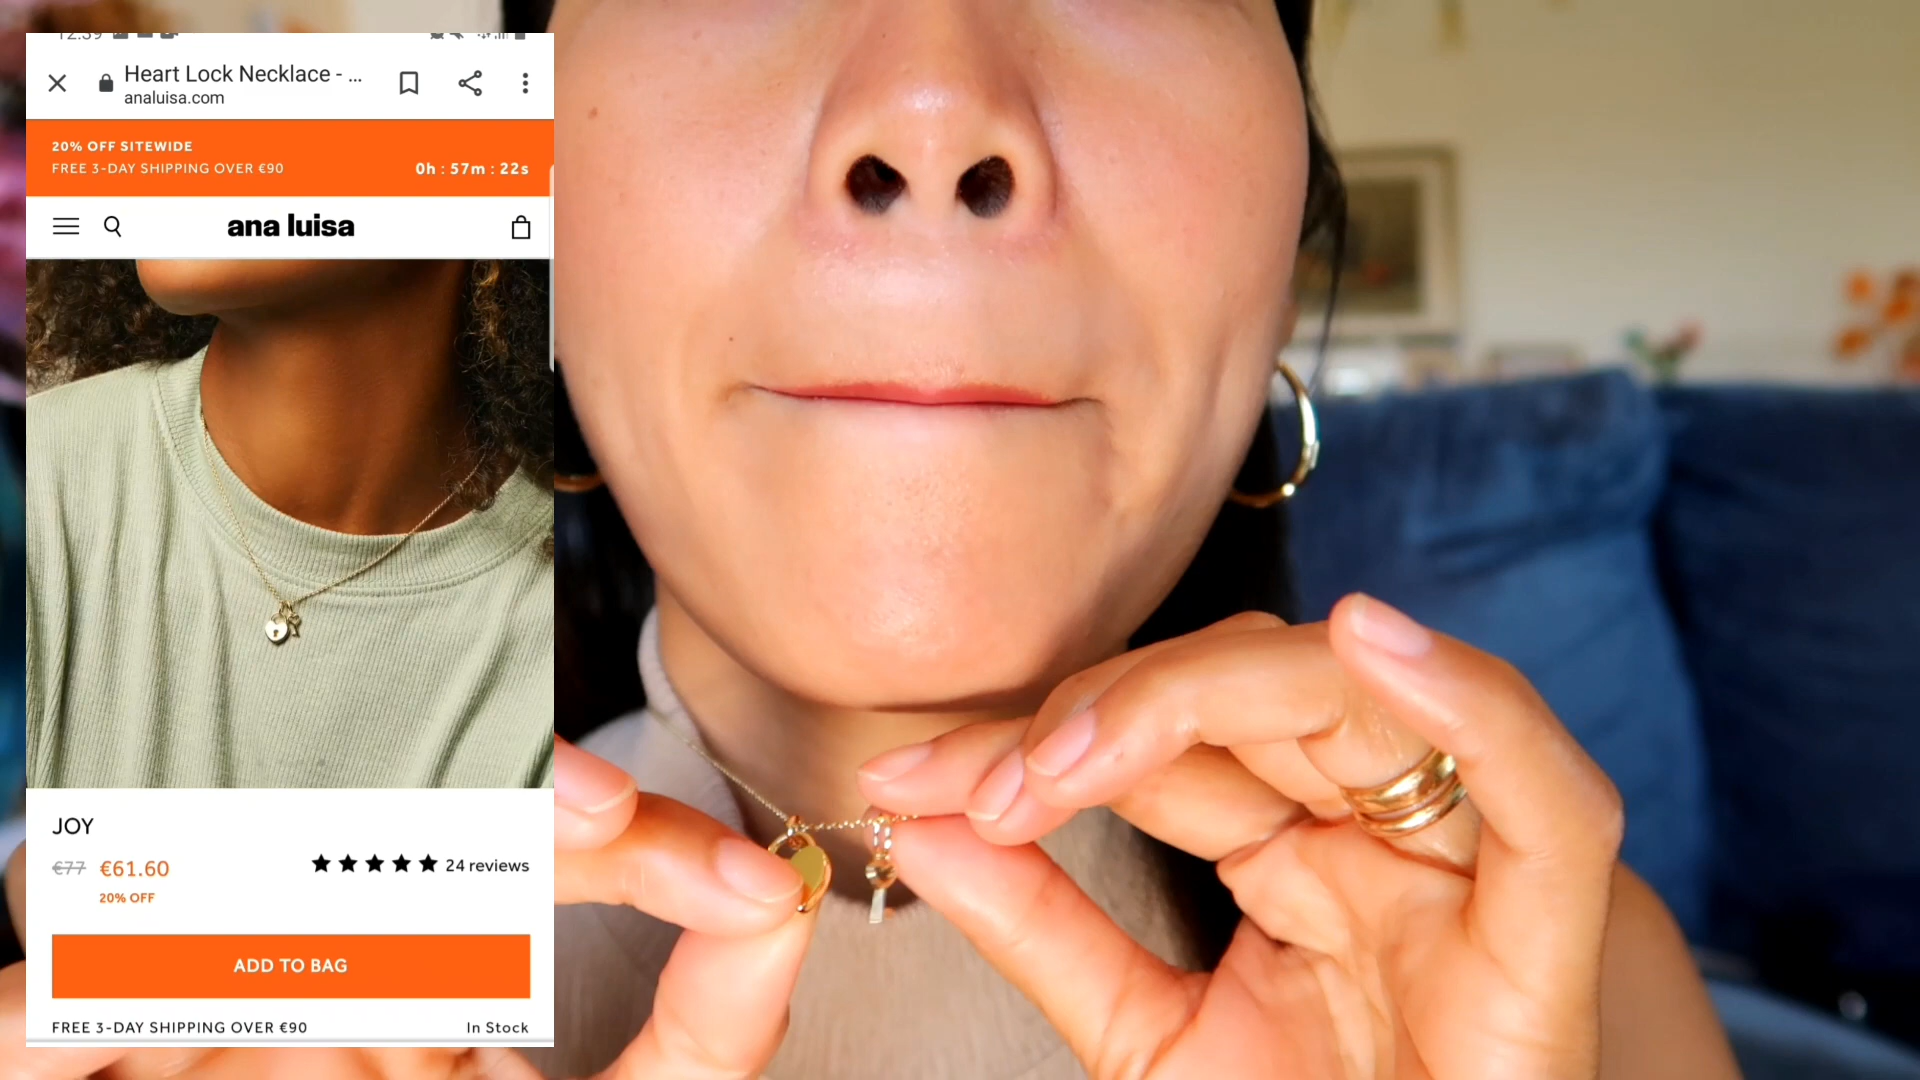 12:39
Heart Lock Necklace - ...
analuisa.com
20% OFF SITEWIDE
FREE 3-DAY SHIPPING OVER €90
0h : 57m : 22s
ana luisa
JOY
€77 €61.60
24 reviews
20% OFF
ADD TO BAG
FREE 3-DAY SHIPPING OVER €90
In Stock